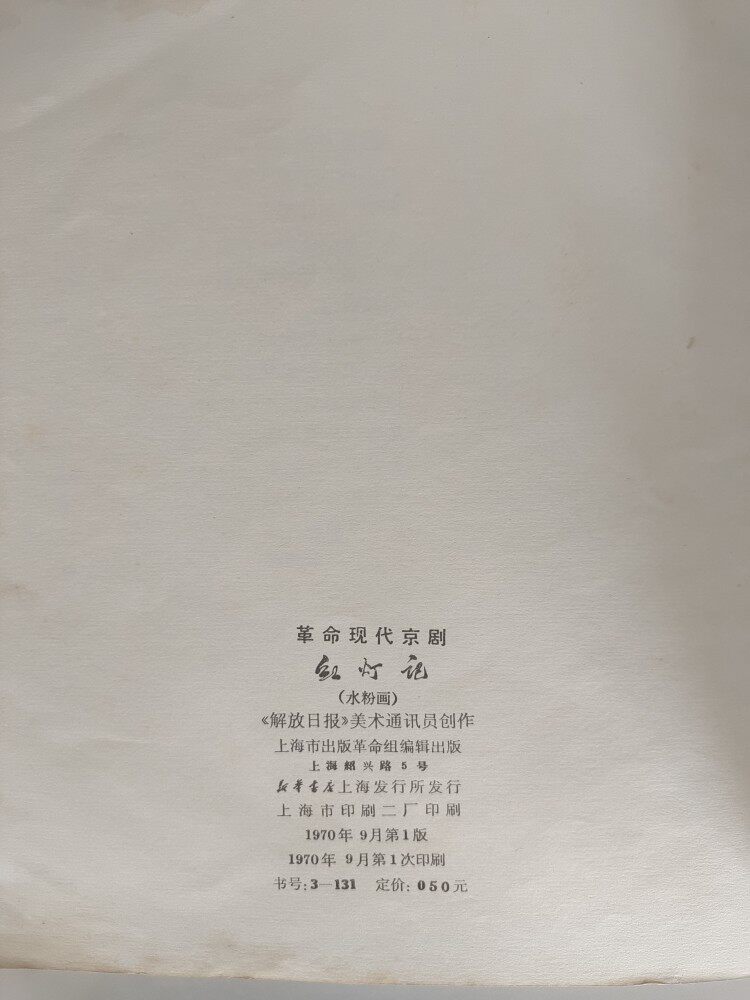 革命现代京剧
红灯记
(水粉画)
《解放日报》美术通讯员创作
上海市出版革命组编辑出版
上海绍兴路5号
新华书店上海发行所发行
上海市印刷二厂印刷
1970年 9月第1版
1970年 9月第1次印刷
书号:3—131 定价: 050元